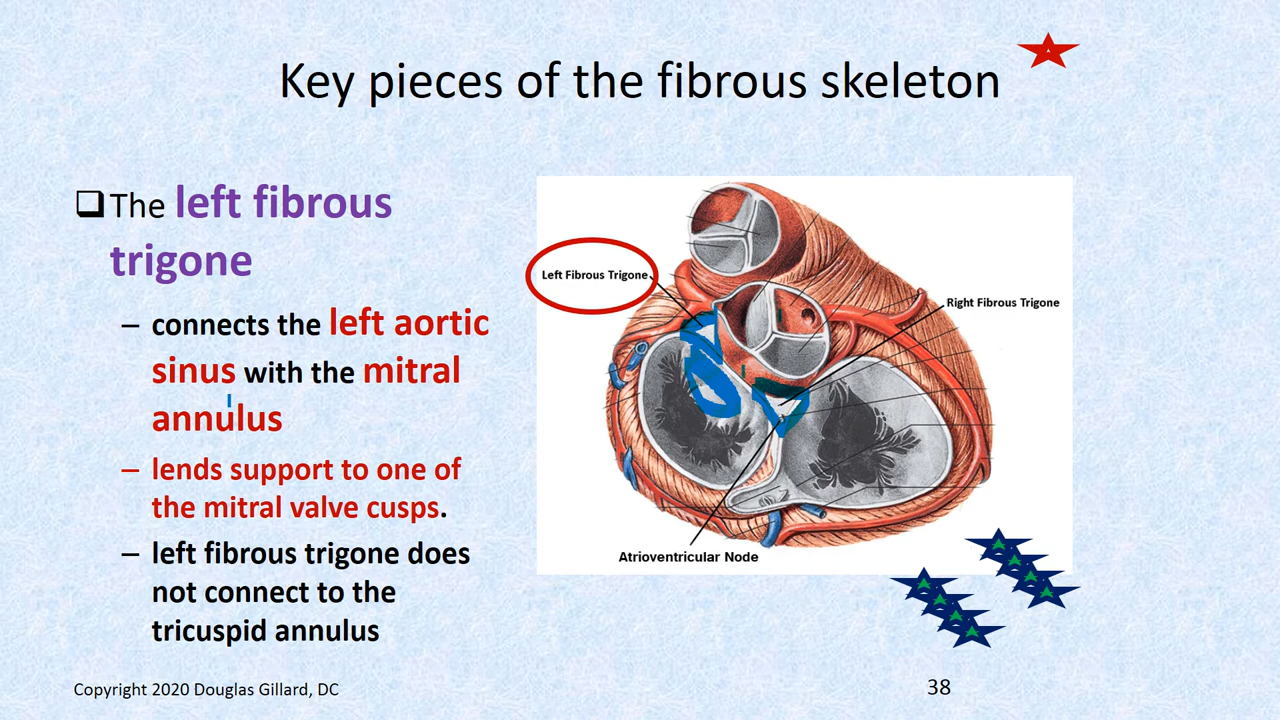 Key pieces of the fibrous skeleton
The left fibrous
trigone
– connects the left aortic
sinus with the mitral
annulus
– lends support to one of
the mitral valve cusps.
– left fibrous trigone does
not connect to the
tricuspid annulus
Left Fibrous Trigone
Right Fibrous Trigone
Atrioventricular Node
Copyright 2020 Douglas Gillard, DC
38